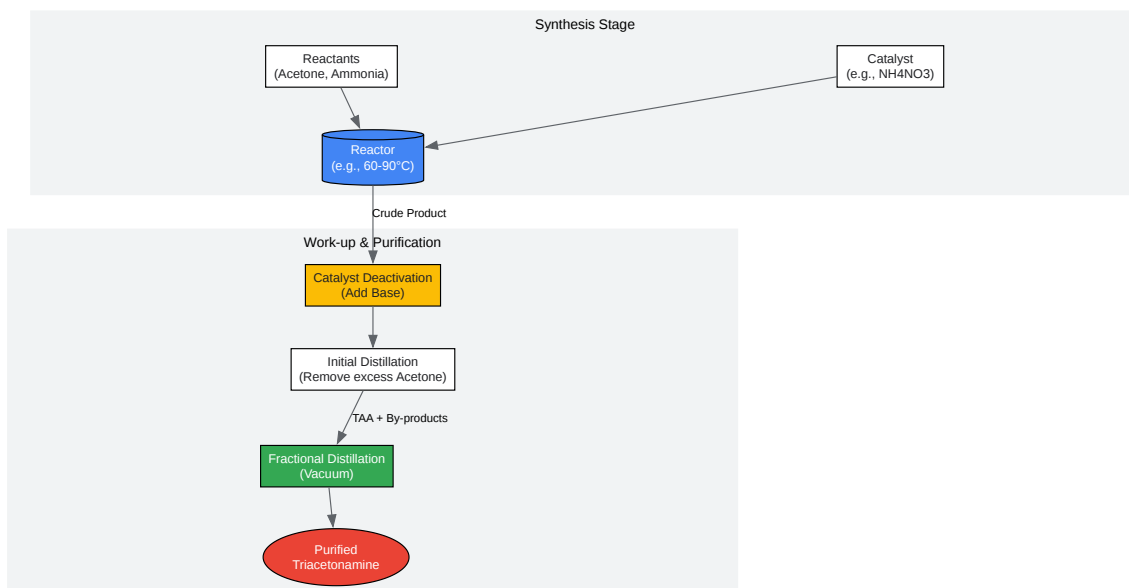 Synthesis Stage
Reactants
(Acetone, Ammonia)
Catalyst
(e.g., NH4NO3)
Reactor
(e.g., 60-90°C)
Crude Product
Work-up & Purification
Catalyst Deactivation
(Add Base)
Initial Distillation
(Remove excess Acetone)
TAA + By-products
Fractional Distillation
(Vacuum)
Purified
Triacetonamine